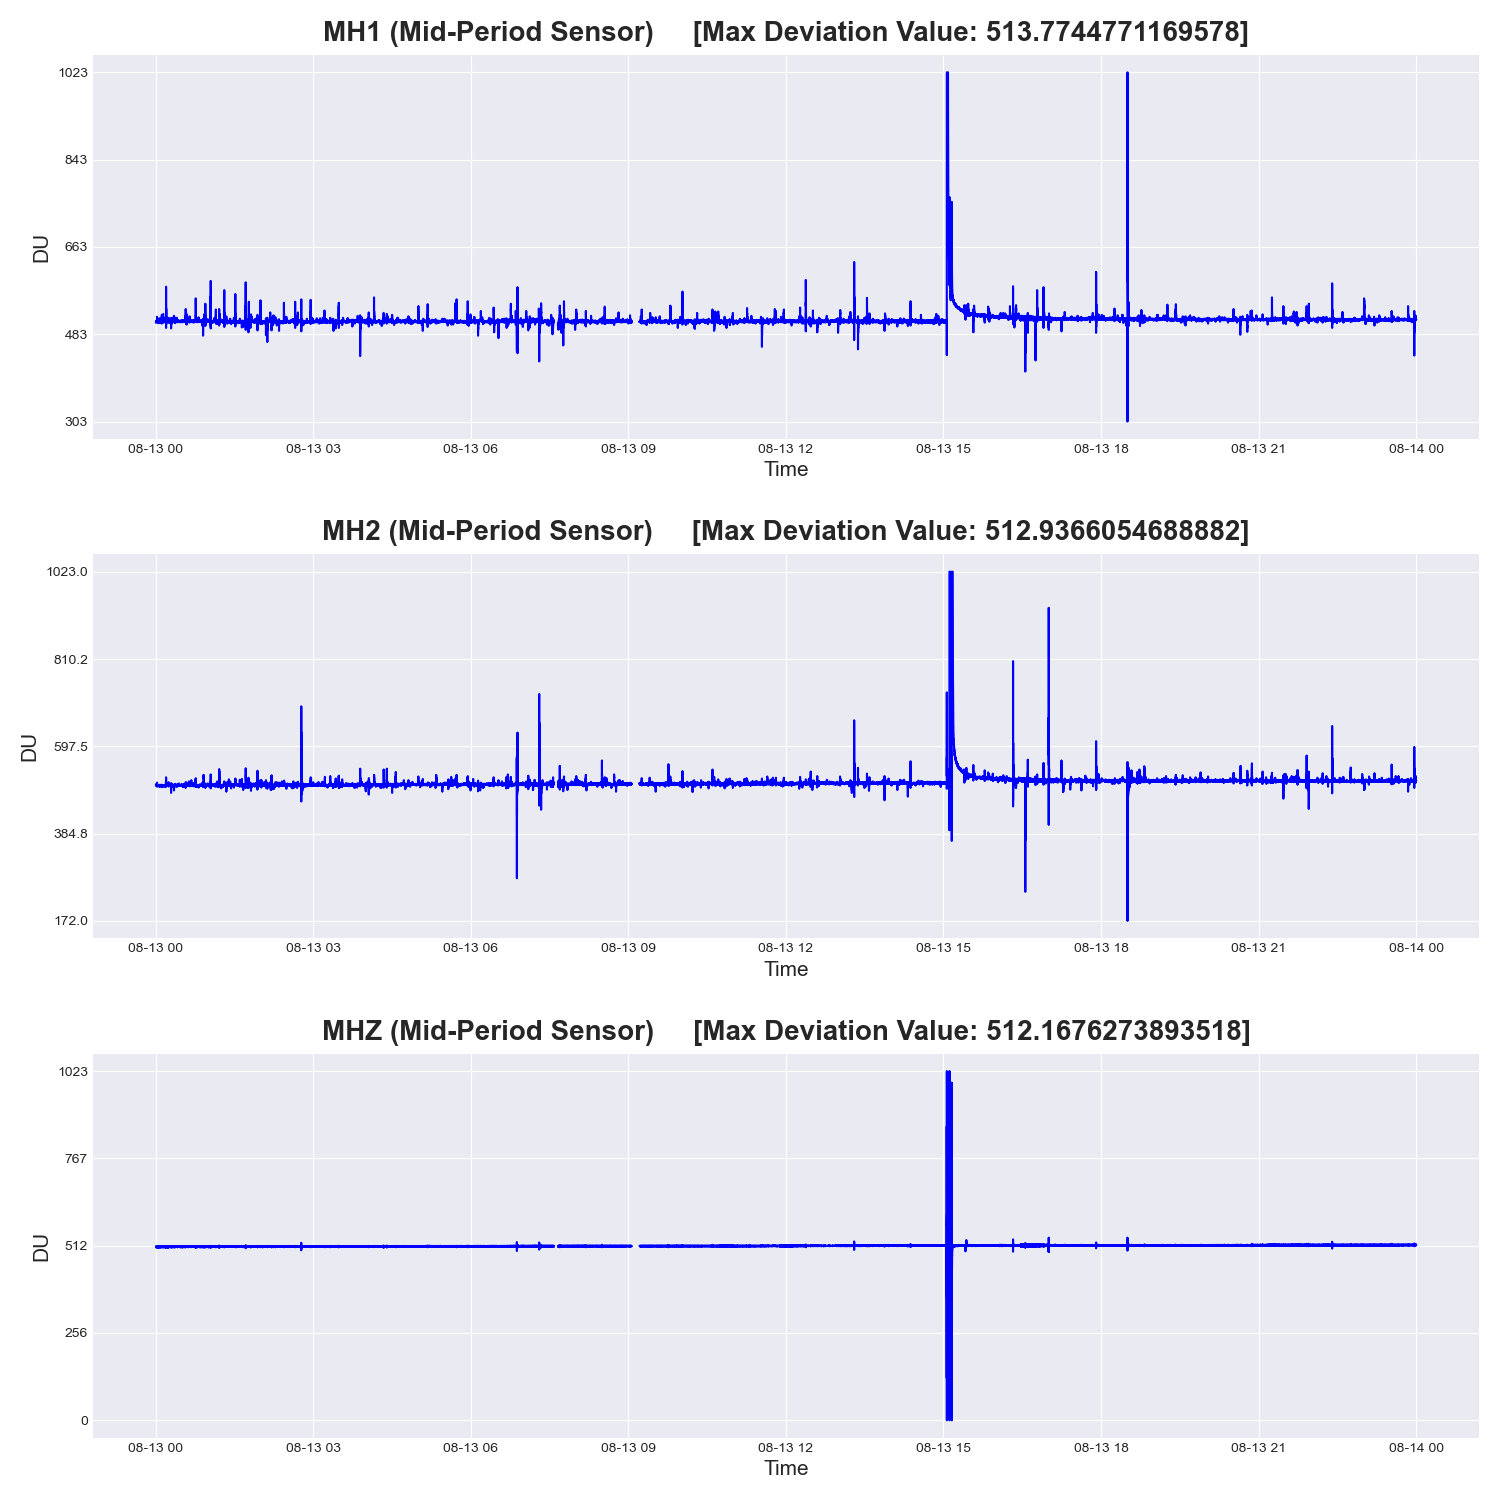 MH1 (Mid-Period Sensor) [Max Deviation Value: 513.7744771169578]
1023
843
663
483
303
DU
08-13 00 08-13 03 08-13 06 08-13 09 08-13 12 08-13 15 08-13 18 08-13 21 08-14 00
Time
MH2 (Mid-Period Sensor) [Max Deviation Value: 512.9366054688882]
1023.0
810.2
597.5
384.8
172.0
DU
08-13 00 08-13 03 08-13 06 08-13 09 08-13 12 08-13 15 08-13 18 08-13 21 08-14 00
Time
MHZ (Mid-Period Sensor) [Max Deviation Value: 512.1676273893518]
1023
767
512
256
0
DU
08-13 00 08-13 03 08-13 06 08-13 09 08-13 12 08-13 15 08-13 18 08-13 21 08-14 00
Time